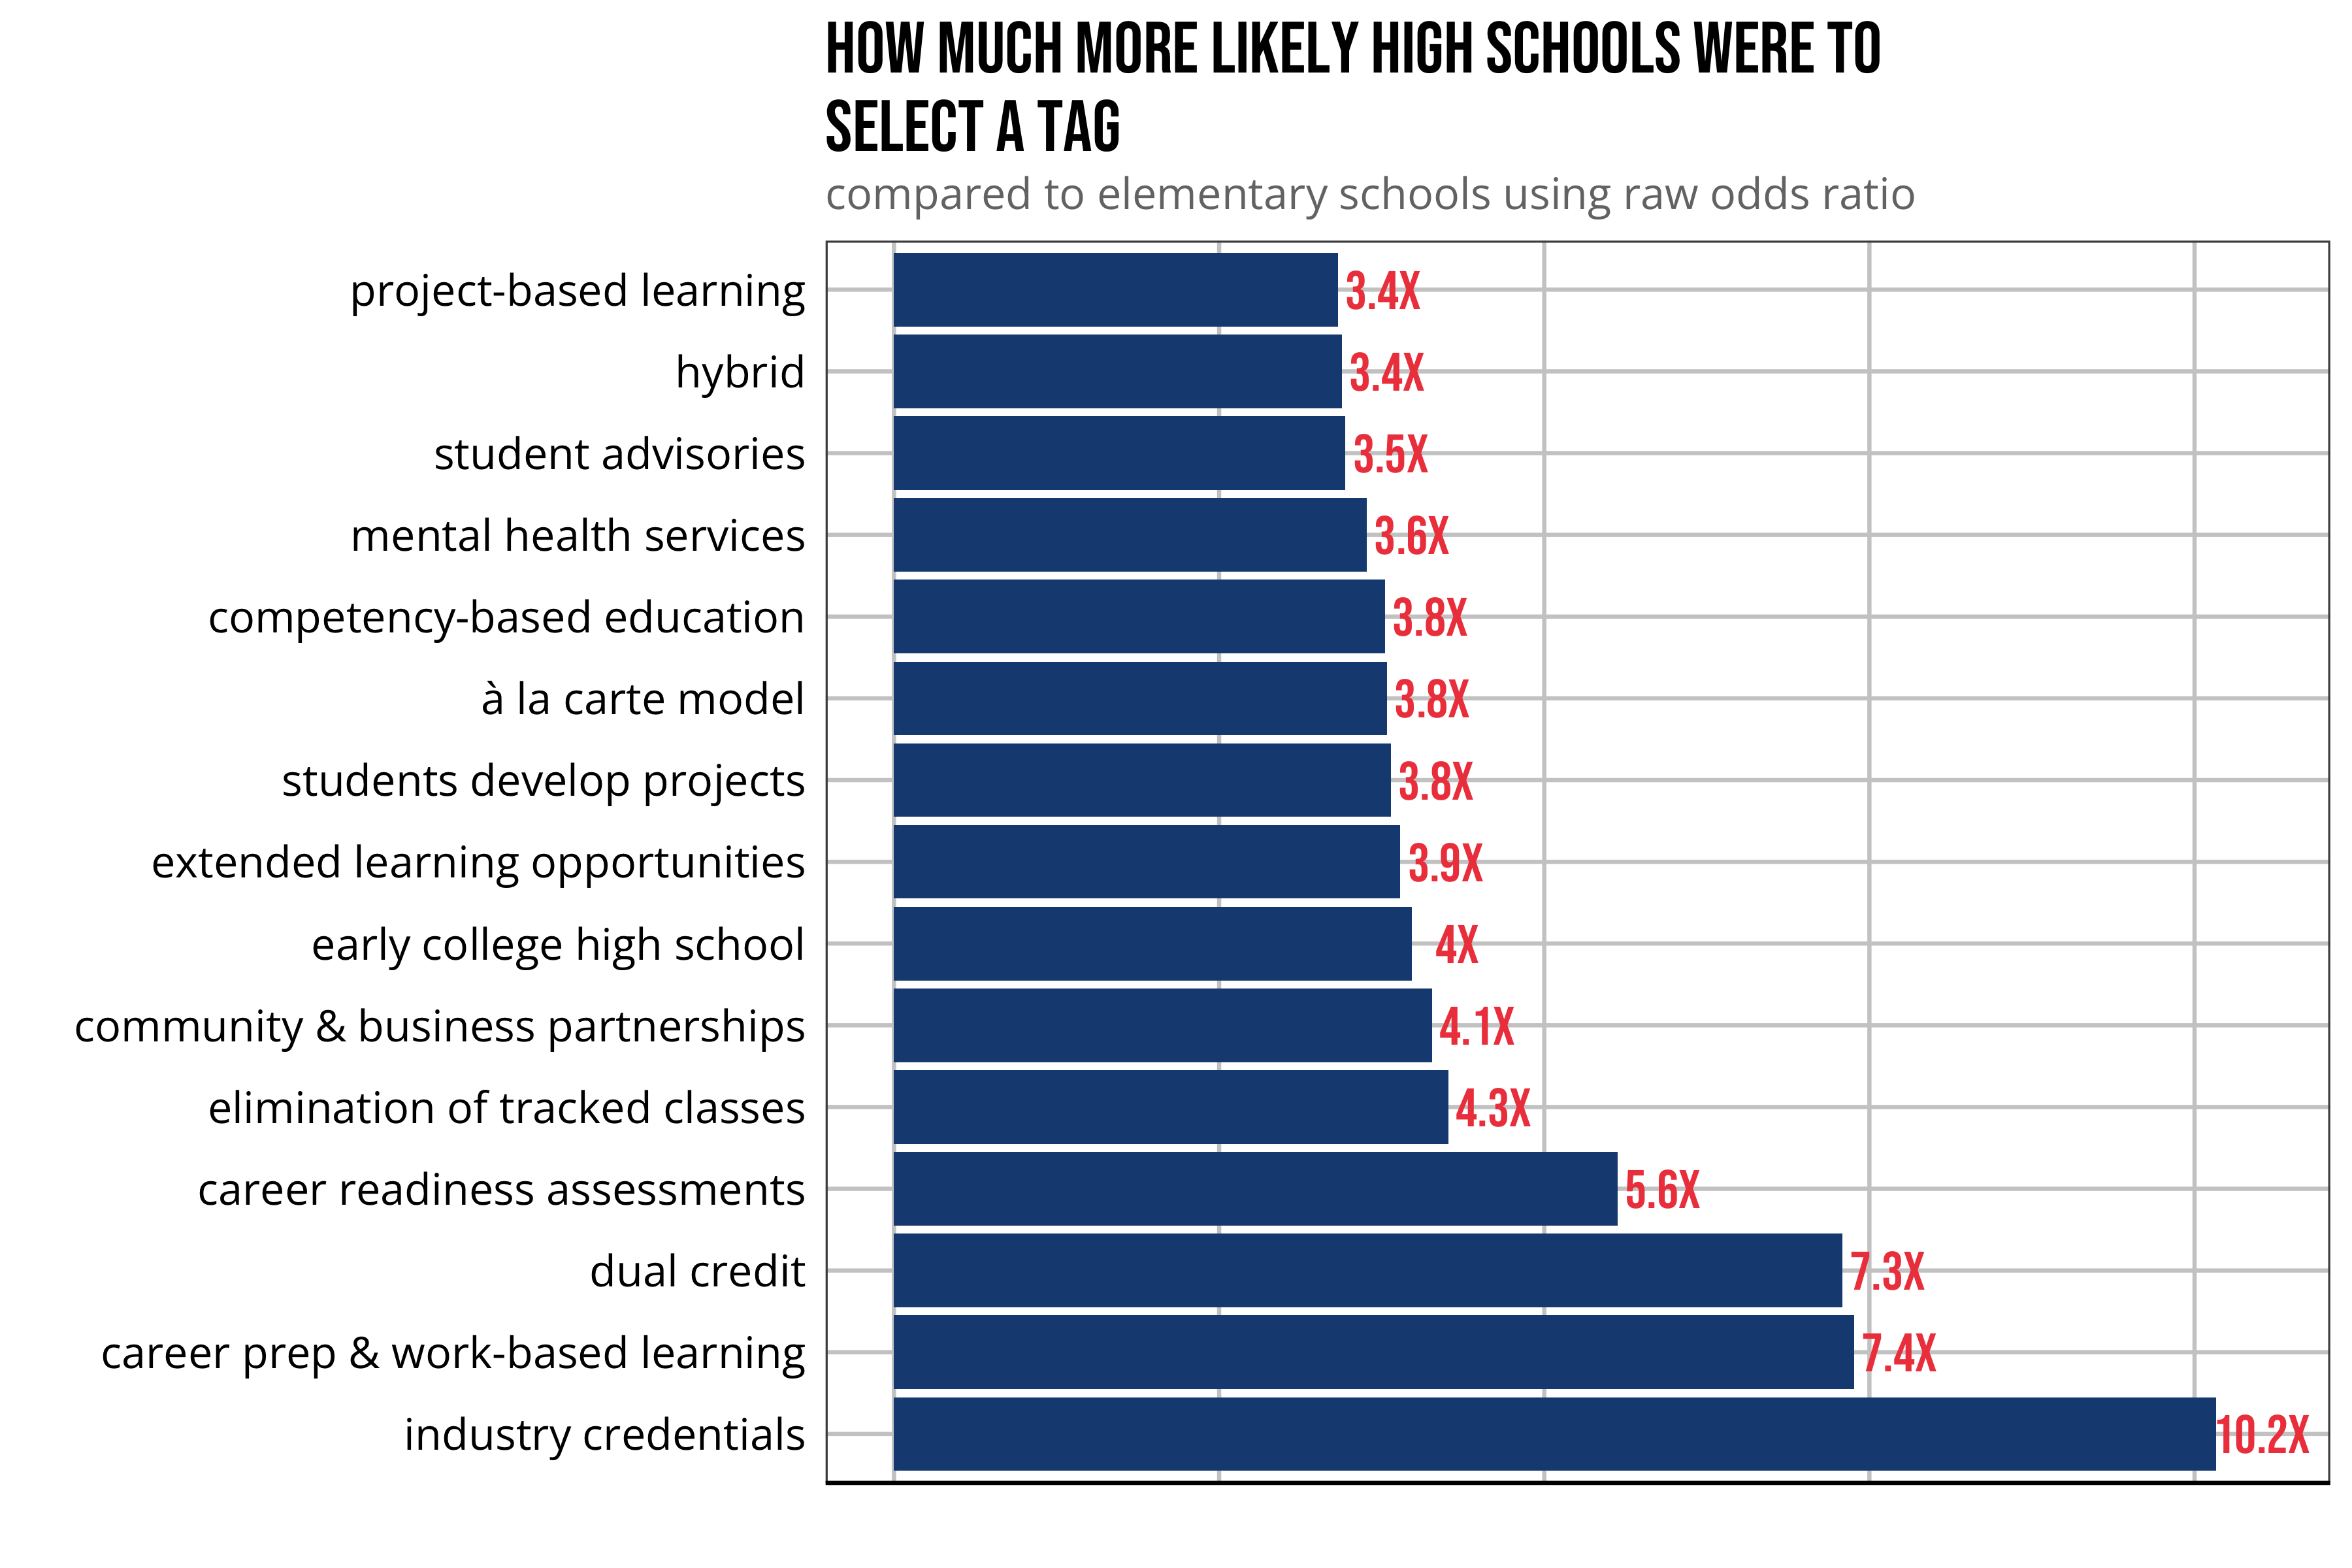 HOW MUCH MORE LIKELY HIGH SCHOOLS WERE TO
SELECT A TAG
compared to elementary schools using raw odds ratio
project-based learning 3.4X
hybrid 3.4X
student advisories 3.5X
mental health services 3.6X
competency-based education 3.8X
à la carte model 3.8X
students develop projects 3.8X
extended learning opportunities 3.9X
early college high school 4X
community & business partnerships 4.1X
elimination of tracked classes 4.3X
career readiness assessments 5.6X
dual credit 7.3X
career prep & work-based learning 7.4X
industry credentials 10.2X